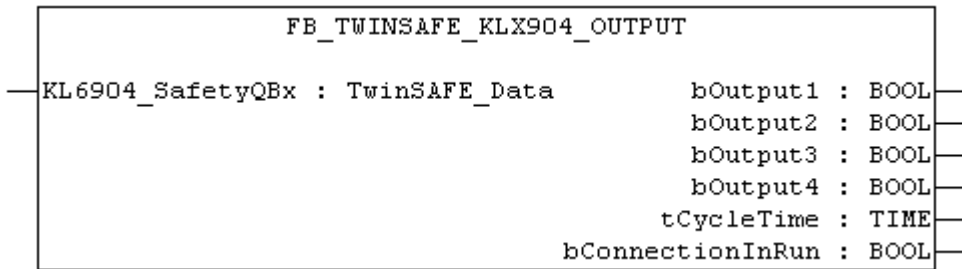 FB_TWINSAFE_KLX904_OUTPUT
KL6904_SafetyQBx : TwinSAFE_Data bOutput1 : BOOL
bOutput2 : BOOL
bOutput3 : BOOL
bOutput4 : BOOL
tCycleTime : TIME
bConnectionInRun : BOOL